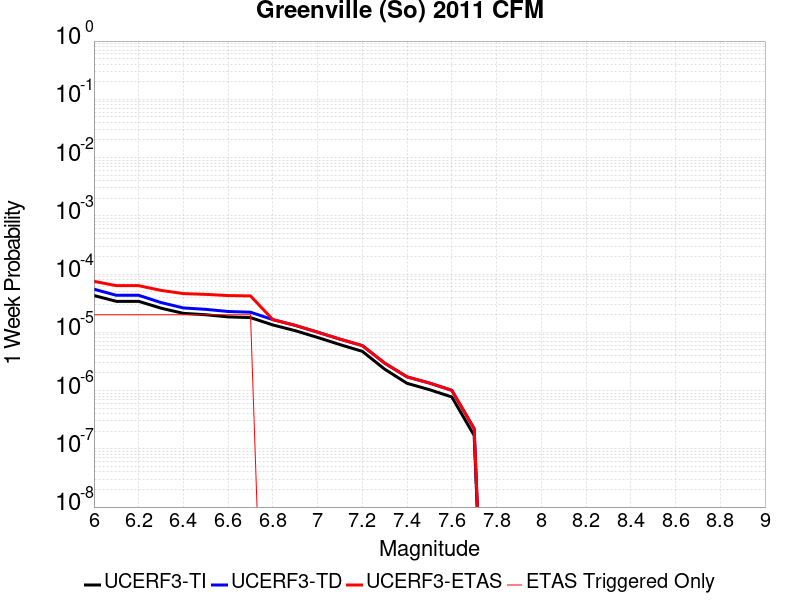 Greenville (So) 2011 CFM
1 Week Probability
10^0
10^-1
10^-2
10^-3
10^-4
10^-5
10^-6
10^-7
10^-8
6 6.2 6.4 6.6 6.8 7 7.2 7.4 7.6 7.8 8 8.2 8.4 8.6 8.8 9
Magnitude
UCERF3-TI UCERF3-TD UCERF3-ETAS ETAS Triggered Only